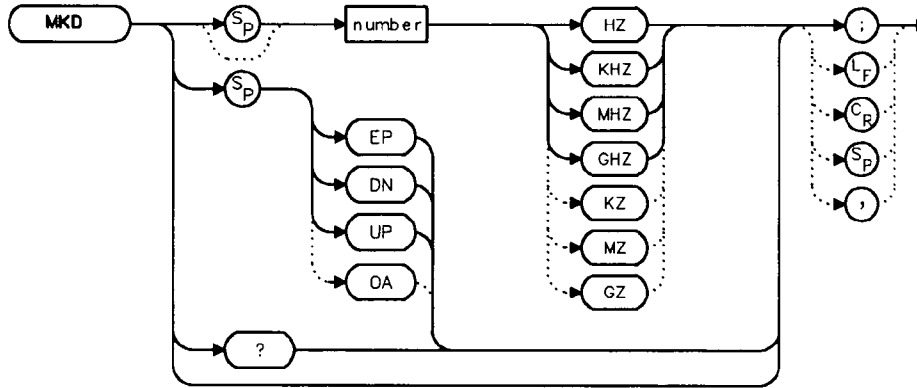 MKD SP number HZ ;
KHZ LF
SP MHZ CR
EP GHZ SP
DN KZ ,
UP MZ
OA GZ
?